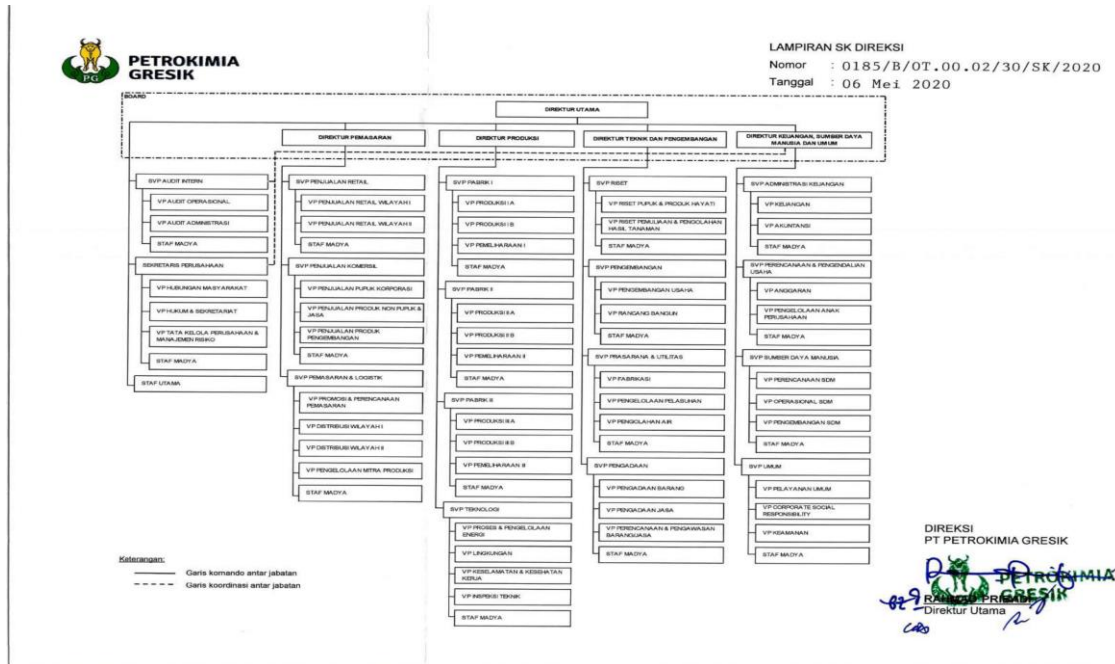 PETROKIMIA
GRESIK
PG
LAMPIRAN SK DIREKSI
Nomor : 0185/B/OT.00.02/30/SK/2020
Tanggal : 06 Mei 2020
BOARD
DIREKTUR UTAMA
DIREKTUR PEMASARAN
DIREKTUR PRODUKSI
DIREKTUR TEKNIK DAN PENGEMBANGAN
DIREKTUR KEUANGAN, SUMBER DAYA
MANUSIA DAN UMUM
SVP AUDIT INTERN
VP AUDIT OPERASIONAL
VP AUDIT ADMINISTRASI
STAF MADYA
SEKRETARIS PERUSAHAAN
VP HUBUNGAN MASYARAKAT
VP HUKUM & SEKRETARIAT
VP TATA KELOLA PERUSAHAAN &
MANAJEMEN RISIKO
STAF MADYA
STAF UTAMA
SVP PENJUALAN RETAIL
VP PENJUALAN RETAIL WILAYAH I
VP PENJUALAN RETAIL WILAYAH II
STAF MADYA
SVP PENJUALAN KOMERSIL
VP PENJUALAN PUPUK KORPORASI
VP PENJUALAN PRODUK NON PUPUK &
JASA
VP PENJUALAN PRODUK
PENGEMBANGAN
STAF MADYA
SVP PEMASARAN & LOGISTIK
VP PROMOSI & PERENCANAAN
PEMASARAN
VP DISTRIBUSI WILAYAH I
VP DISTRIBUSI WILAYAH II
VP PENGELOLAAN MITRA PRODUKSI
STAF MADYA
SVP PABRIK I
VP PRODUKSI I A
VP PRODUKSI I B
VP PEMELIHARAAN I
STAF MADYA
SVP PABRIK II
VP PRODUKSI II A
VP PRODUKSI II B
VP PEMELIHARAAN II
STAF MADYA
SVP PABRIK III
VP PRODUKSI III A
VP PRODUKSI III B
VP PEMELIHARAAN III
STAF MADYA
SVP TEKNOLOGI
VP PROSES & PENGELOLAAN
ENERGI
VP LINGKUNGAN
VP KESELAMATAN & KESEHATAN
KERJA
VP INSPEKSI TEKNIK
STAF MADYA
SVP RISET
VP RISET PUPUK & PRODUK HAYATI
VP RISET PEMULIAAN & PENGOLAHAN
HASIL TANAMAN
STAF MADYA
SVP PENGEMBANGAN
VP PENGEMBANGAN USAHA
VP RANCANG BANGUN
STAF MADYA
SVP PRASARANA & UTILITAS
VP FABRIKASI
VP PENGELOLAAN PELABUHAN
VP PENGOLAHAN AIR
STAF MADYA
SVP PENGADAAN
VP PENGADAAN BARANG
VP PENGADAAN JASA
VP PERENCANAAN & PENGAWASAN
BARANG/JASA
STAF MADYA
SVP ADMINISTRASI KEUANGAN
VP KEUANGAN
VP AKUNTANSI
STAF MADYA
SVP PERENCANAAN & PENGENDALIAN
USAHA
VP ANGGARAN
VP PENGELOLAAN ANAK
PERUSAHAAN
STAF MADYA
SVP SUMBER DAYA MANUSIA
VP PERENCANAAN SDM
VP OPERASIONAL SDM
VP PENGEMBANGAN SDM
STAF MADYA
SVP UMUM
VP PELAYANAN UMUM
VP CORPORATE SOCIAL
RESPONSIBILITY
VP KEAMANAN
STAF MADYA
Keterangan:
Garis komando antar jabatan
Garis koordinasi antar jabatan
DIREKSI
PT PETROKIMIA GRESIK
PETROKIMIA
GRESIK
Direktur Utama